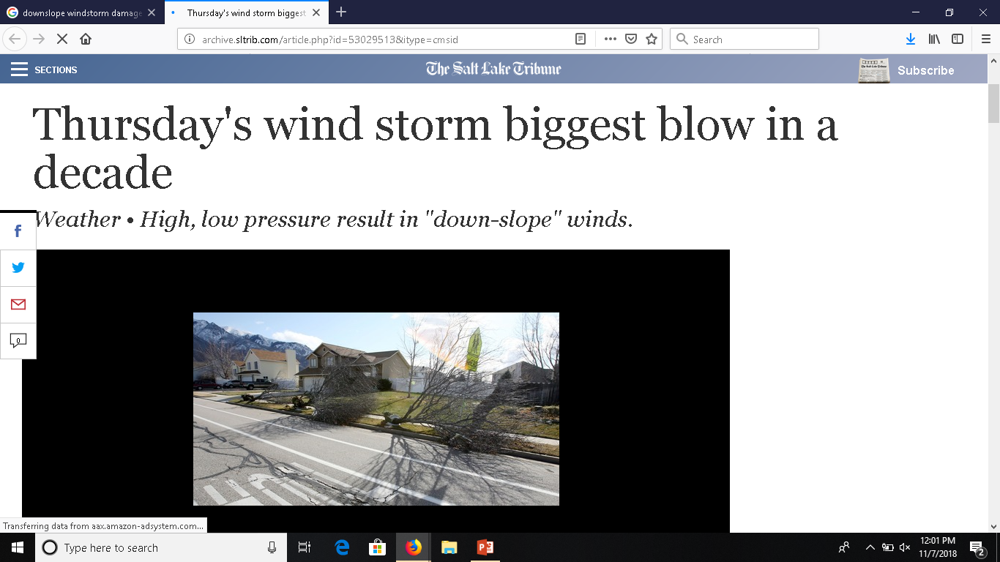 downslope windstorm damage
Thursday's wind storm biggest
archive.sltrib.com/article.php?id=53029513&itype=cmsid
Search
SECTIONS
The Salt Lake Tribune
Subscribe
Thursday's wind storm biggest blow in a
decade
Weather • High, low pressure result in "down-slope" winds.
0
Transferring data from aax.amazon-adsystem.com...
Type here to search
12:01 PM
11/7/2018
2